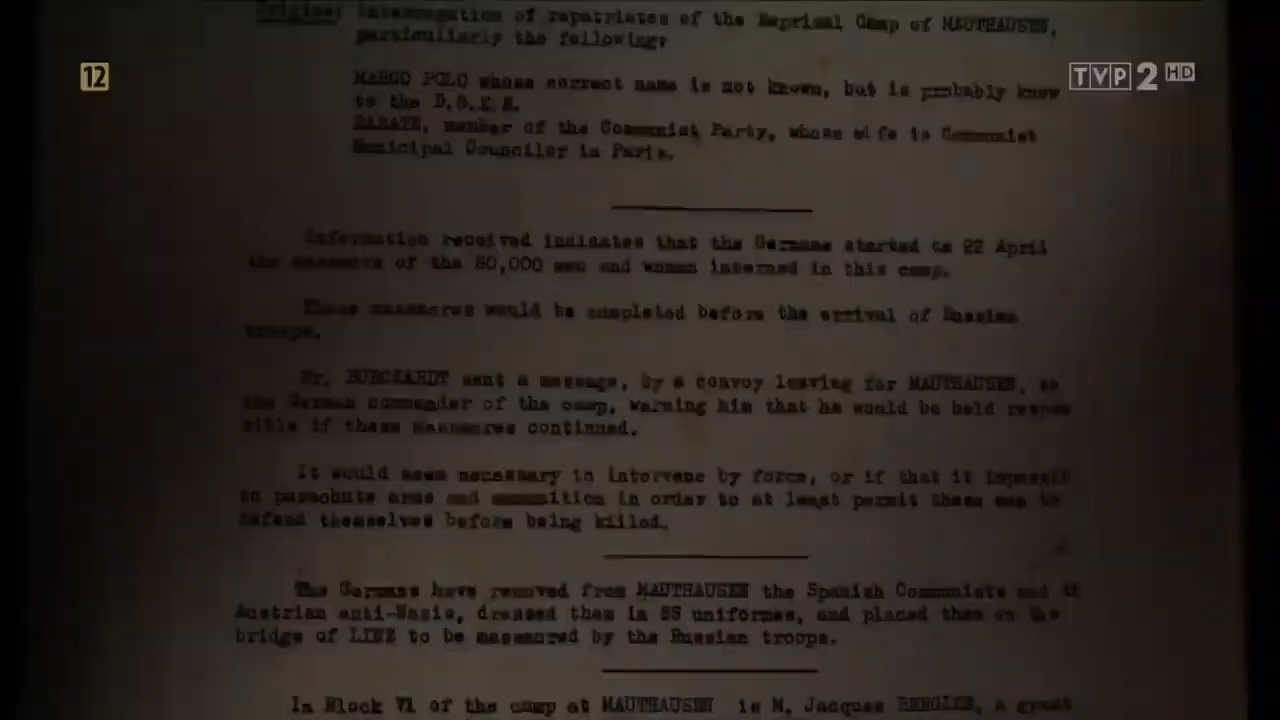 Origine: Interrogation of repatriates of the Reprisal Camp of MAUTHAUSEN,
particulierly the following:
12
TVP2 HD
MARCO POLO whose correct name is not known, but is probably know
to the D.G.E.R.
RABATE, member of the Communist Party, whose wife is Communist
Municipal Councilor in Paris.
Information received indicates that the Germans started on 22 April
the massacre of the 80,000 men and women interned in this camp.
These massacres would be completed before the arrival of Russian
troops.
Mr. BURCKARDT sent a message, by a convoy leaving for MAUTHAUSEN, to
the German commander of the camp, warning him that he would be held respon
sible if these massacres continued.
It would seem necessary to intervene by force, or if that is impossib
to parachute arms and ammunition in order to at least permit these men to
defend themselves before being killed.
The Germans have removed from MAUTHAUSEN the Spanish Communists and
Austrian anti-Nazis, dressed them in SS uniformes, and placed them on the
bridge of LINZ to be massacred by the Russian troops.
In Block VI of the camp at MAUTHAUSEN is M. Jacques BERGIER, a great